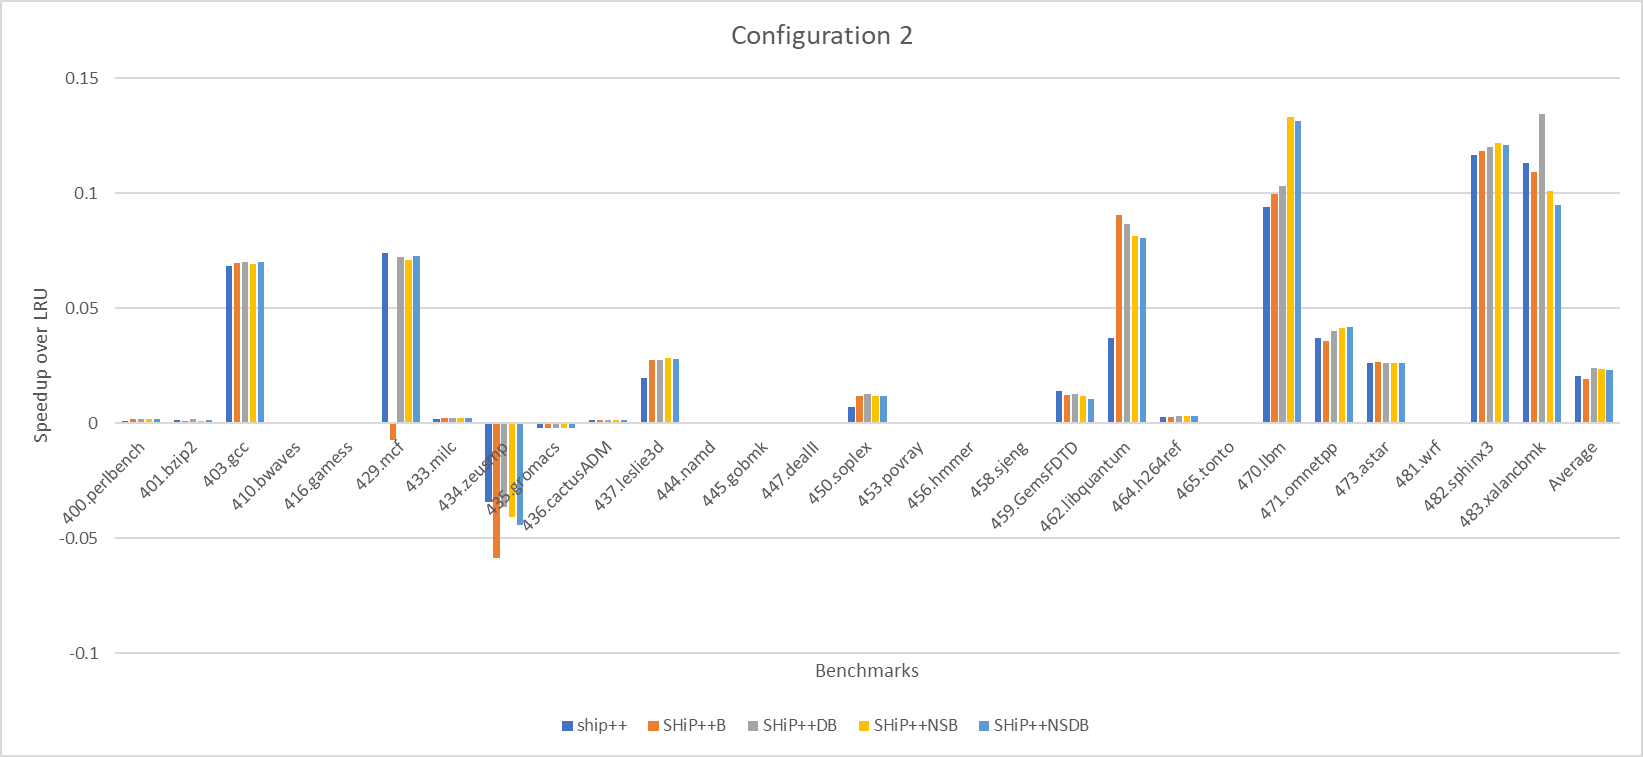 Configuration 2
0.15
0.1
0.05
0
-0.05
-0.1
Speedup over LRU
400.perlbench
401.bzip2
403.gcc
410.bwaves
416.gamess
429.mcf
433.milc
434.zeusmp
435.gromacs
436.cactusADM
437.leslie3d
444.namd
445.gobmk
447.dealII
450.soplex
453.povray
456.hmmer
458.sjeng
459.GemsFDTD
462.libquantum
464.h264ref
465.tonto
470.lbm
471.omnetpp
473.astar
481.wrf
482.sphinx3
483.xalancbmk
Average
Benchmarks
ship++ SHiP++B SHiP++DB SHiP++NSB SHiP++NSDB